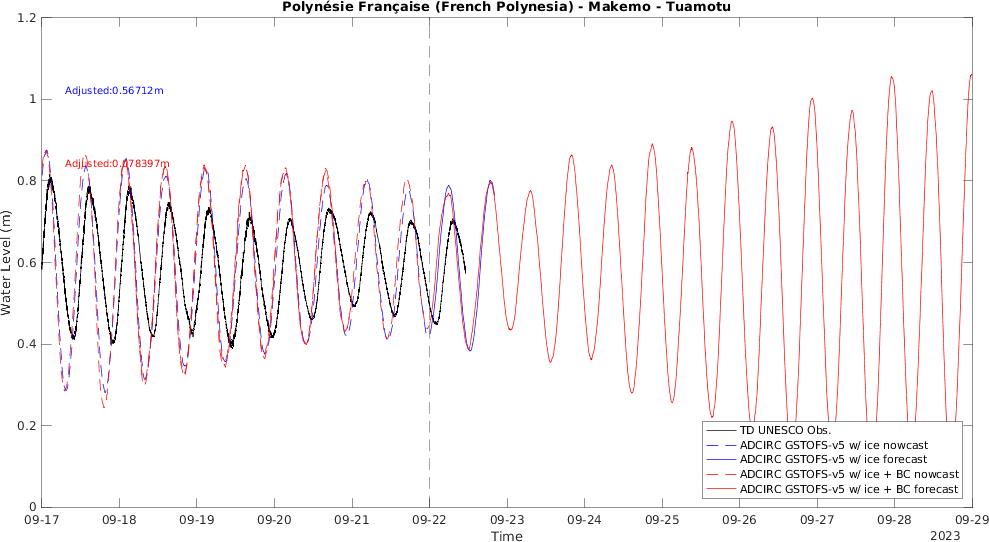 Polynésie Française (French Polynesia) - Makemo - Tuamotu
1.2
1
0.8
0.6
0.4
0.2
0
Water Level (m)
Adjusted:0.56712m
Adjusted:0.078397m
TD UNESCO Obs.
ADCIRC GSTOFS-v5 w/ ice nowcast
ADCIRC GSTOFS-v5 w/ ice forecast
ADCIRC GSTOFS-v5 w/ ice + BC nowcast
ADCIRC GSTOFS-v5 w/ ice + BC forecast
09-17 09-18 09-19 09-20 09-21 09-22 09-23 09-24 09-25 09-26 09-27 09-28 09-29
Time
2023